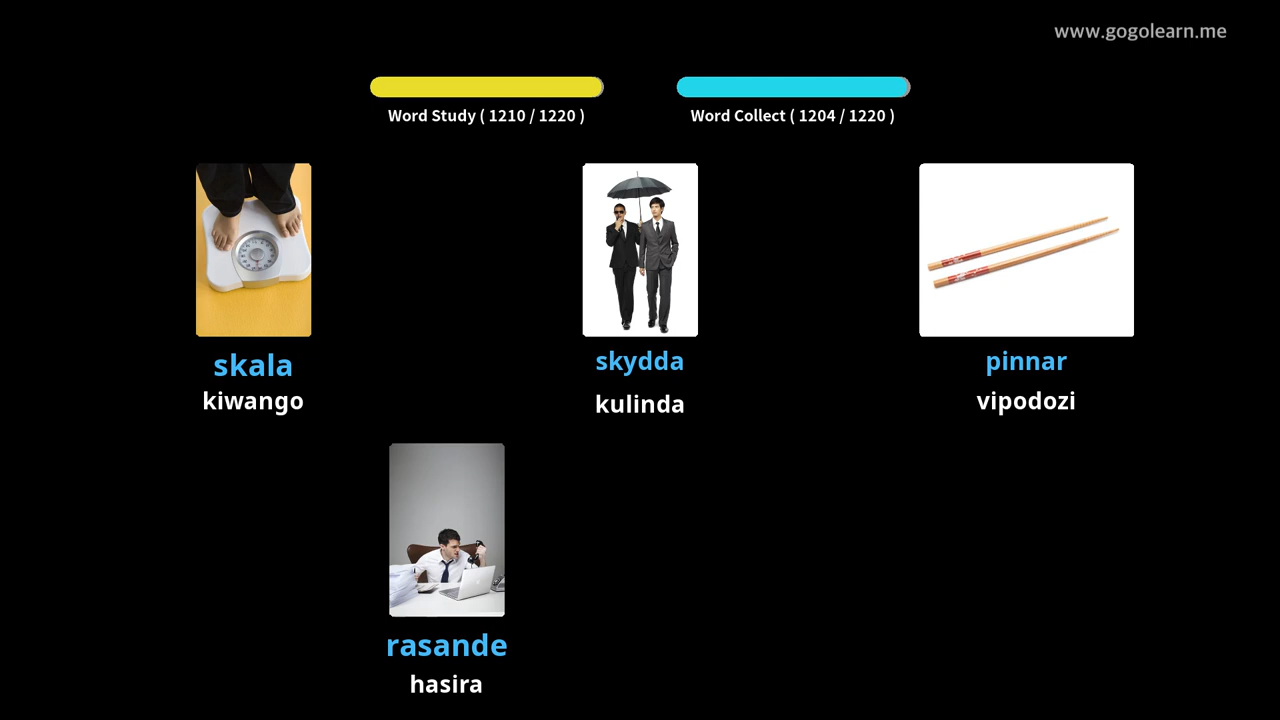 www.gogolearn.me
Word Study ( 1210 / 1220 )
Word Collect ( 1204 / 1220 )
skala
kiwango
skydda
kulinda
pinnar
vipodozi
rasande
hasira